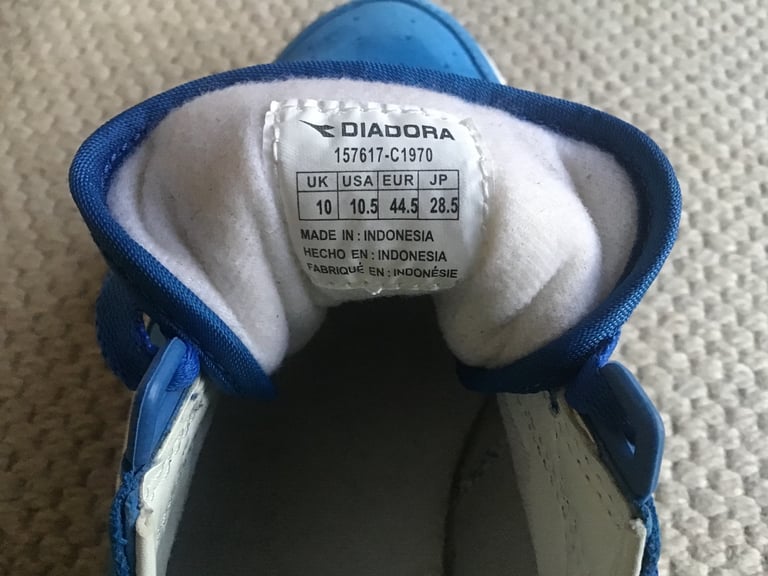 DIADORA
157617-C1970
UK USA EUR JP
10 10.5 44.5 28.5
MADE IN : INDONESIA
HECHO EN : INDONESIA
FABRIQUÉ EN : INDONÉSIE